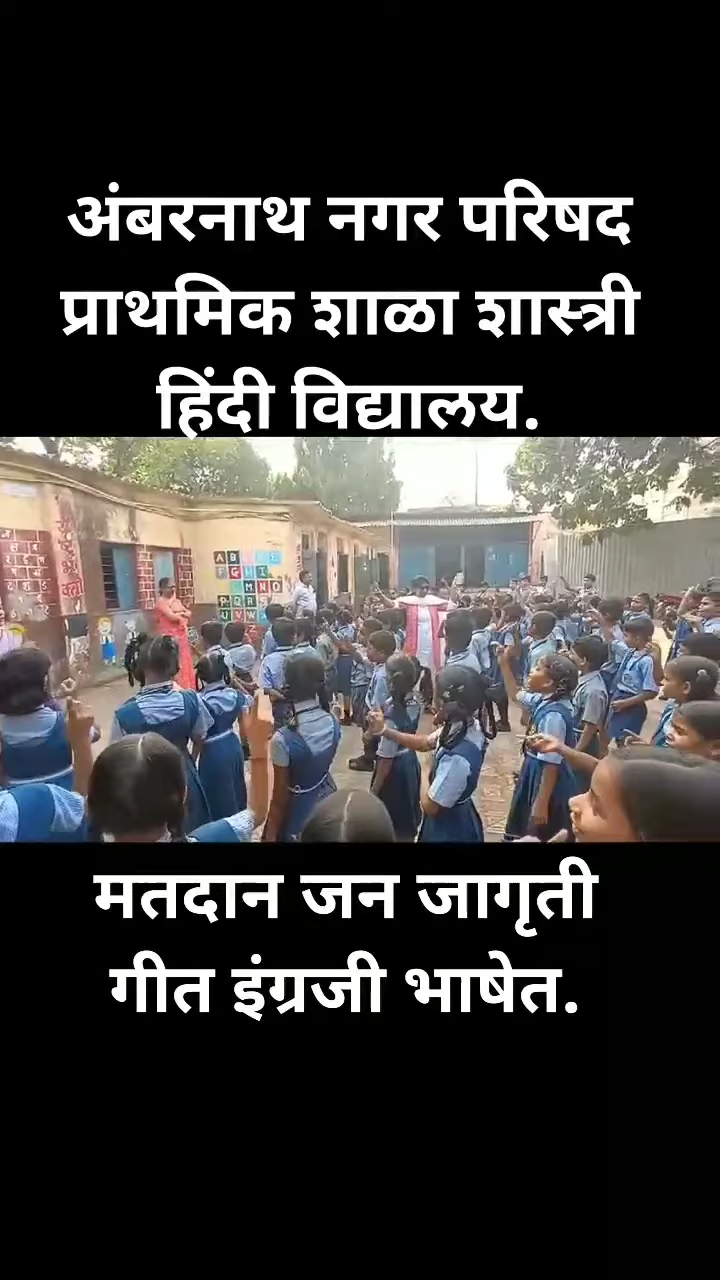 अंबरनाथ नगर परिषद
प्राथमिक शाळा शास्त्री
हिंदी विद्यालय.
A B
F G H I
M N O
P Q R S
U V W
मतदान जन जागृती
गीत इंग्रजी भाषेत.